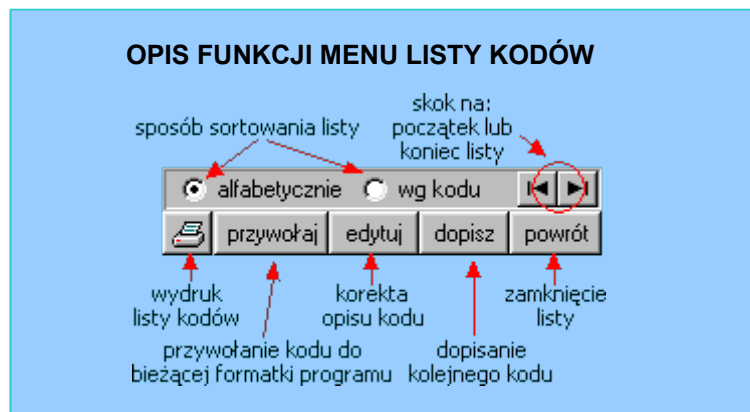 OPIS FUNKCJI MENU LISTY KODÓW
skok na:
sposób sortowania listy
początek lub
koniec listy
alfabetycznie wg kodu
przywołaj edytuj dopisz powrót
wydruk
listy kodów
korekta
opisu kodu
zamknięcie
listy
przywołanie kodu do
bieżącej formatki programu
dopisanie
kolejnego kodu